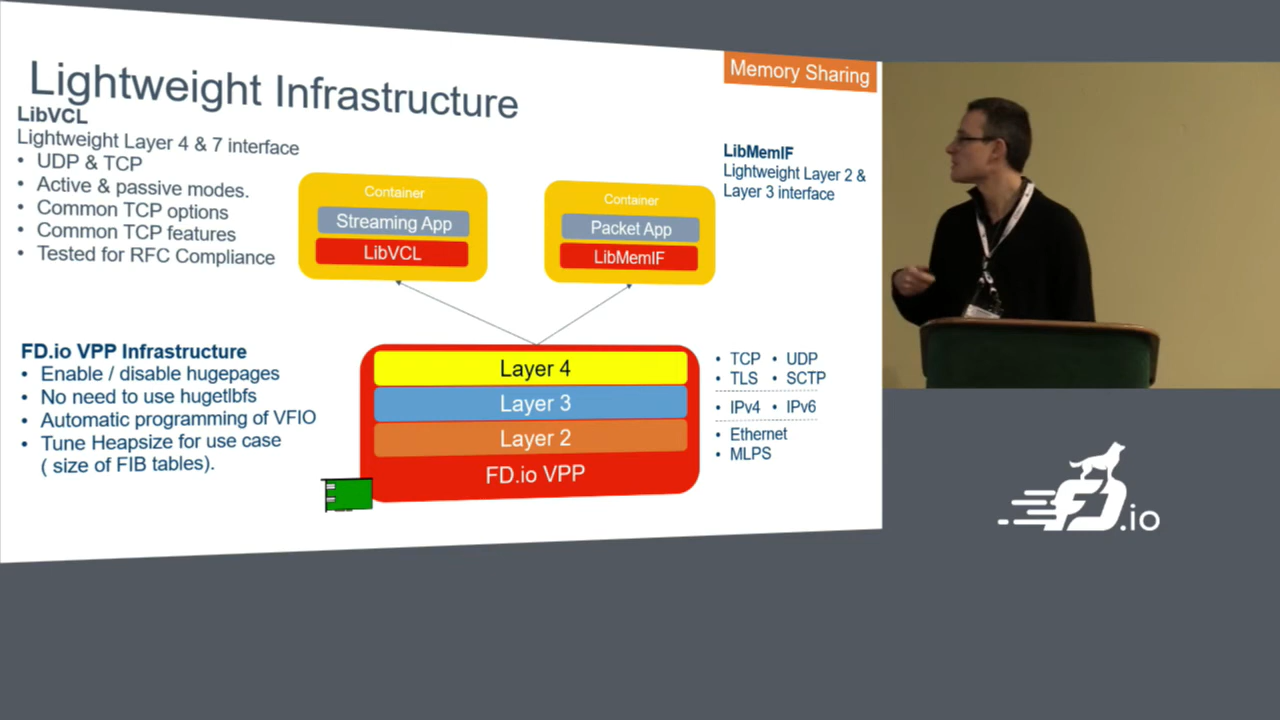 Lightweight Infrastructure
Memory Sharing
LibVCL
Lightweight Layer 4 & 7 interface
• UDP & TCP
• Active & passive modes.
• Common TCP options
• Common TCP features
• Tested for RFC Compliance
Container
Streaming App
LibVCL
Container
Packet App
LibMemIF
LibMemIF
Lightweight Layer 2 &
Layer 3 interface
FD.io VPP Infrastructure
• Enable / disable hugepages
• No need to use hugetlbfs
• Automatic programming of VFIO
• Tune Heapsize for use case
( size of FIB tables).
Layer 4
Layer 3
Layer 2
FD.io VPP
• TCP • UDP
• TLS • SCTP
• IPv4 • IPv6
• Ethernet
• MLPS
FD.io